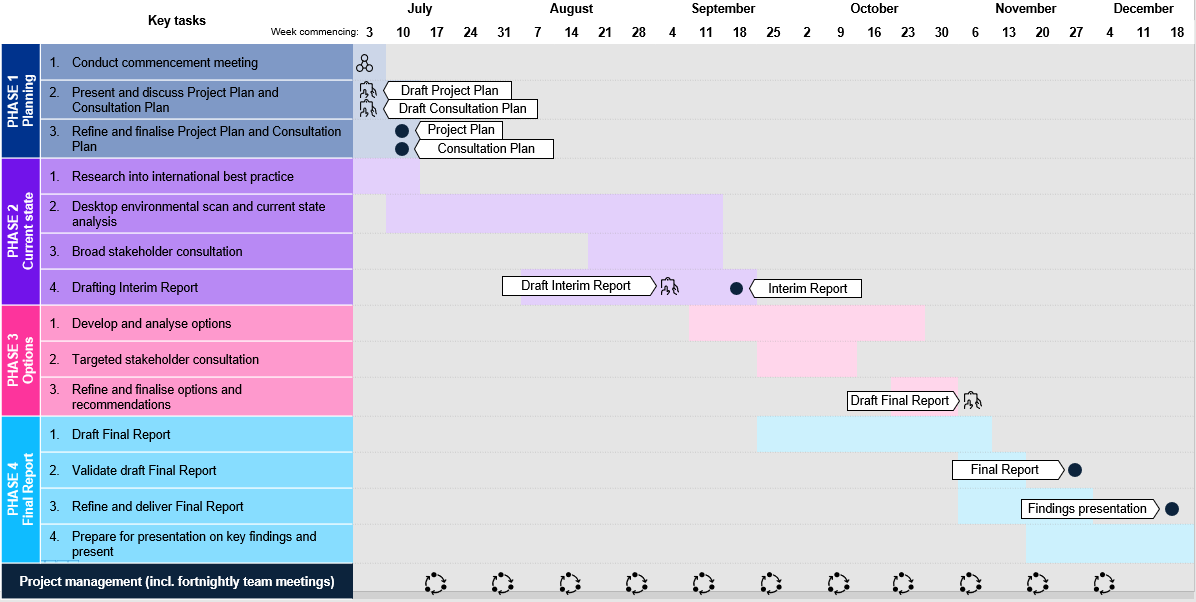 Key tasks
July August September October November December
Week commencing: 3 10 17 24 31 7 14 21 28 4 11 18 25 2 9 16 23 30 6 13 20 27 4 11 18
PHASE 1
Planning
1. Conduct commencement meeting
2. Present and discuss Project Plan and
Consultation Plan
Draft Project Plan
Draft Consultation Plan
3. Refine and finalise Project Plan and Consultation
Plan
Project Plan
Consultation Plan
PHASE 2
Current state
1. Research into international best practice
2. Desktop environmental scan and current state
analysis
3. Broad stakeholder consultation
4. Drafting Interim Report
Draft Interim Report
Interim Report
PHASE 3
Options
1. Develop and analyse options
2. Targeted stakeholder consultation
3. Refine and finalise options and
recommendations
Draft Final Report
PHASE 4
Final Report
1. Draft Final Report
2. Validate draft Final Report
Final Report
3. Refine and deliver Final Report
Findings presentation
4. Prepare for presentation on key findings and
present
Project management (incl. fortnightly team meetings)